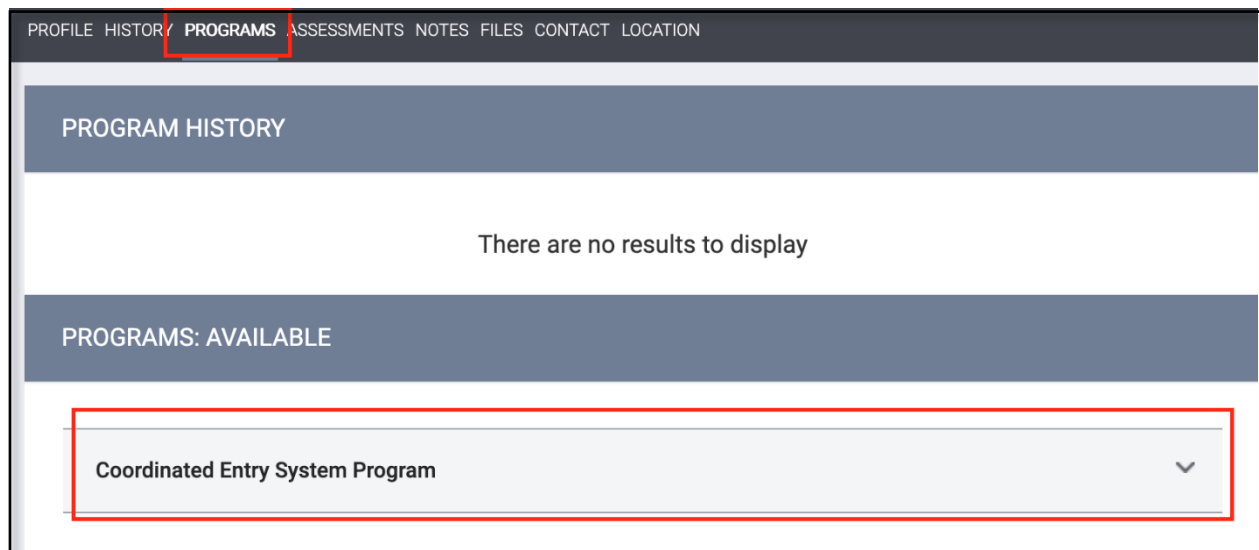 PROFILE HISTORY PROGRAMS ASSESSMENTS NOTES FILES CONTACT LOCATION
PROGRAM HISTORY
There are no results to display
PROGRAMS: AVAILABLE
Coordinated Entry System Program